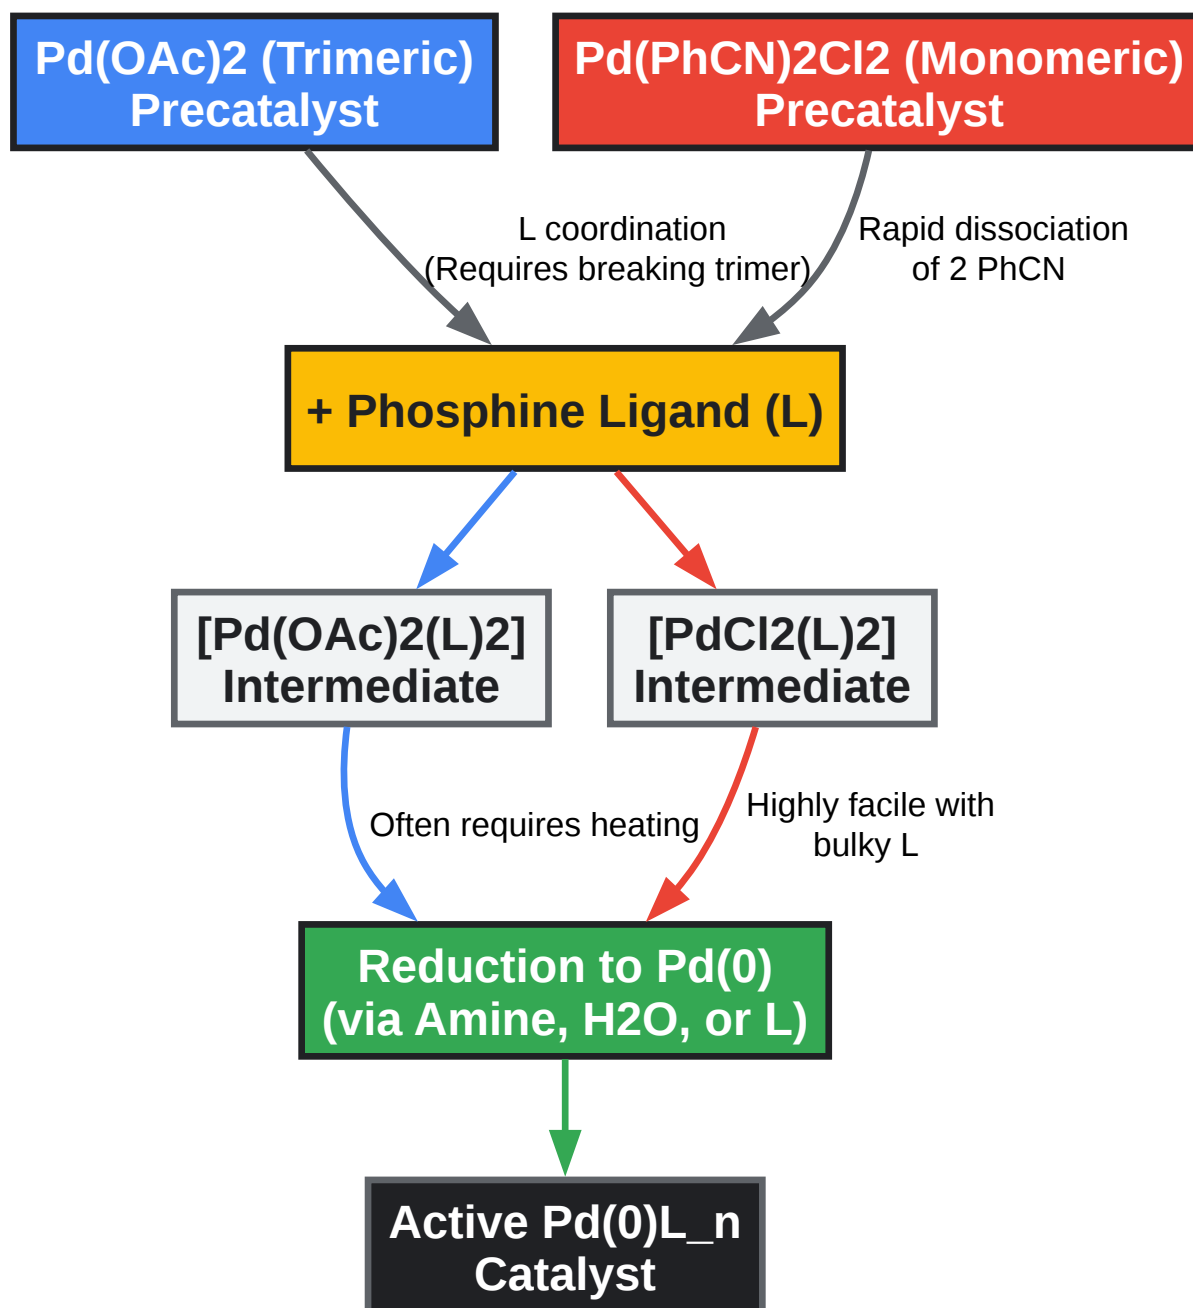 Pd(OAc)2 (Trimeric)
Precatalyst
Pd(PhCN)2Cl2 (Monomeric)
Precatalyst
L coordination
(Requires breaking trimer)
Rapid dissociation
of 2 PhCN
+ Phosphine Ligand (L)
[Pd(OAc)2(L)2]
Intermediate
[PdCl2(L)2]
Intermediate
Often requires heating
Highly facile with
bulky L
Reduction to Pd(0)
(via Amine, H2O, or L)
Active Pd(0)L_n
Catalyst